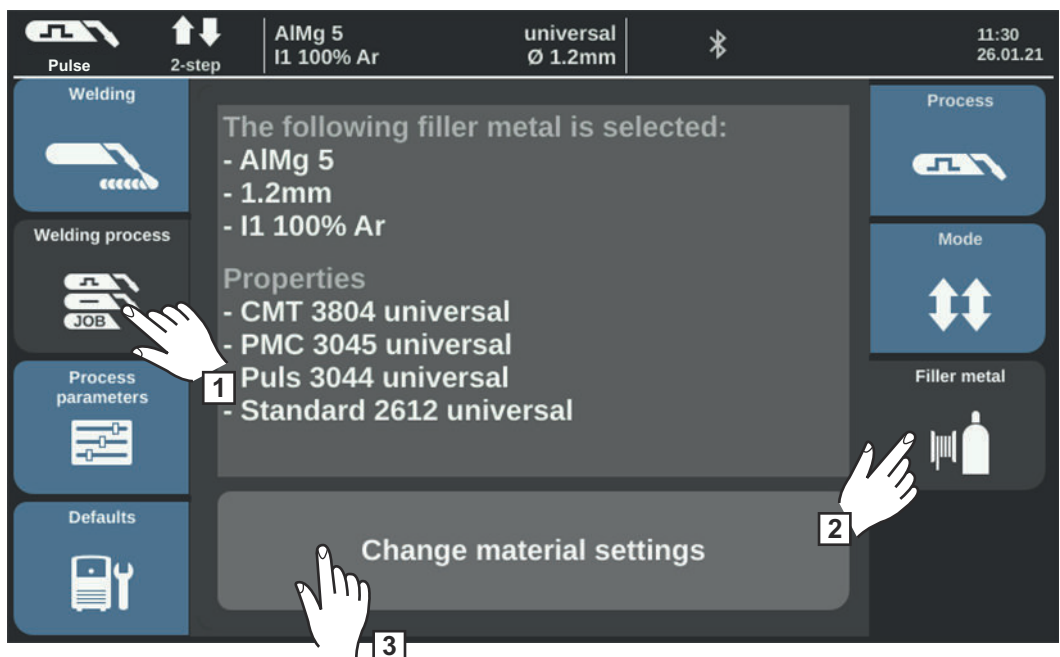 Pulse
2-step
AlMg 5
I1 100% Ar
universal
Ø 1.2mm
11:30
26.01.21
Welding
Welding process
JOB
Process
parameters
Defaults
The following filler metal is selected:
- AlMg 5
- 1.2mm
- I1 100% Ar
Properties
- CMT 3804 universal
- PMC 3045 universal
Puls 3044 universal
- Standard 2612 universal
Change material settings
Process
Mode
Filler metal
1
2
3